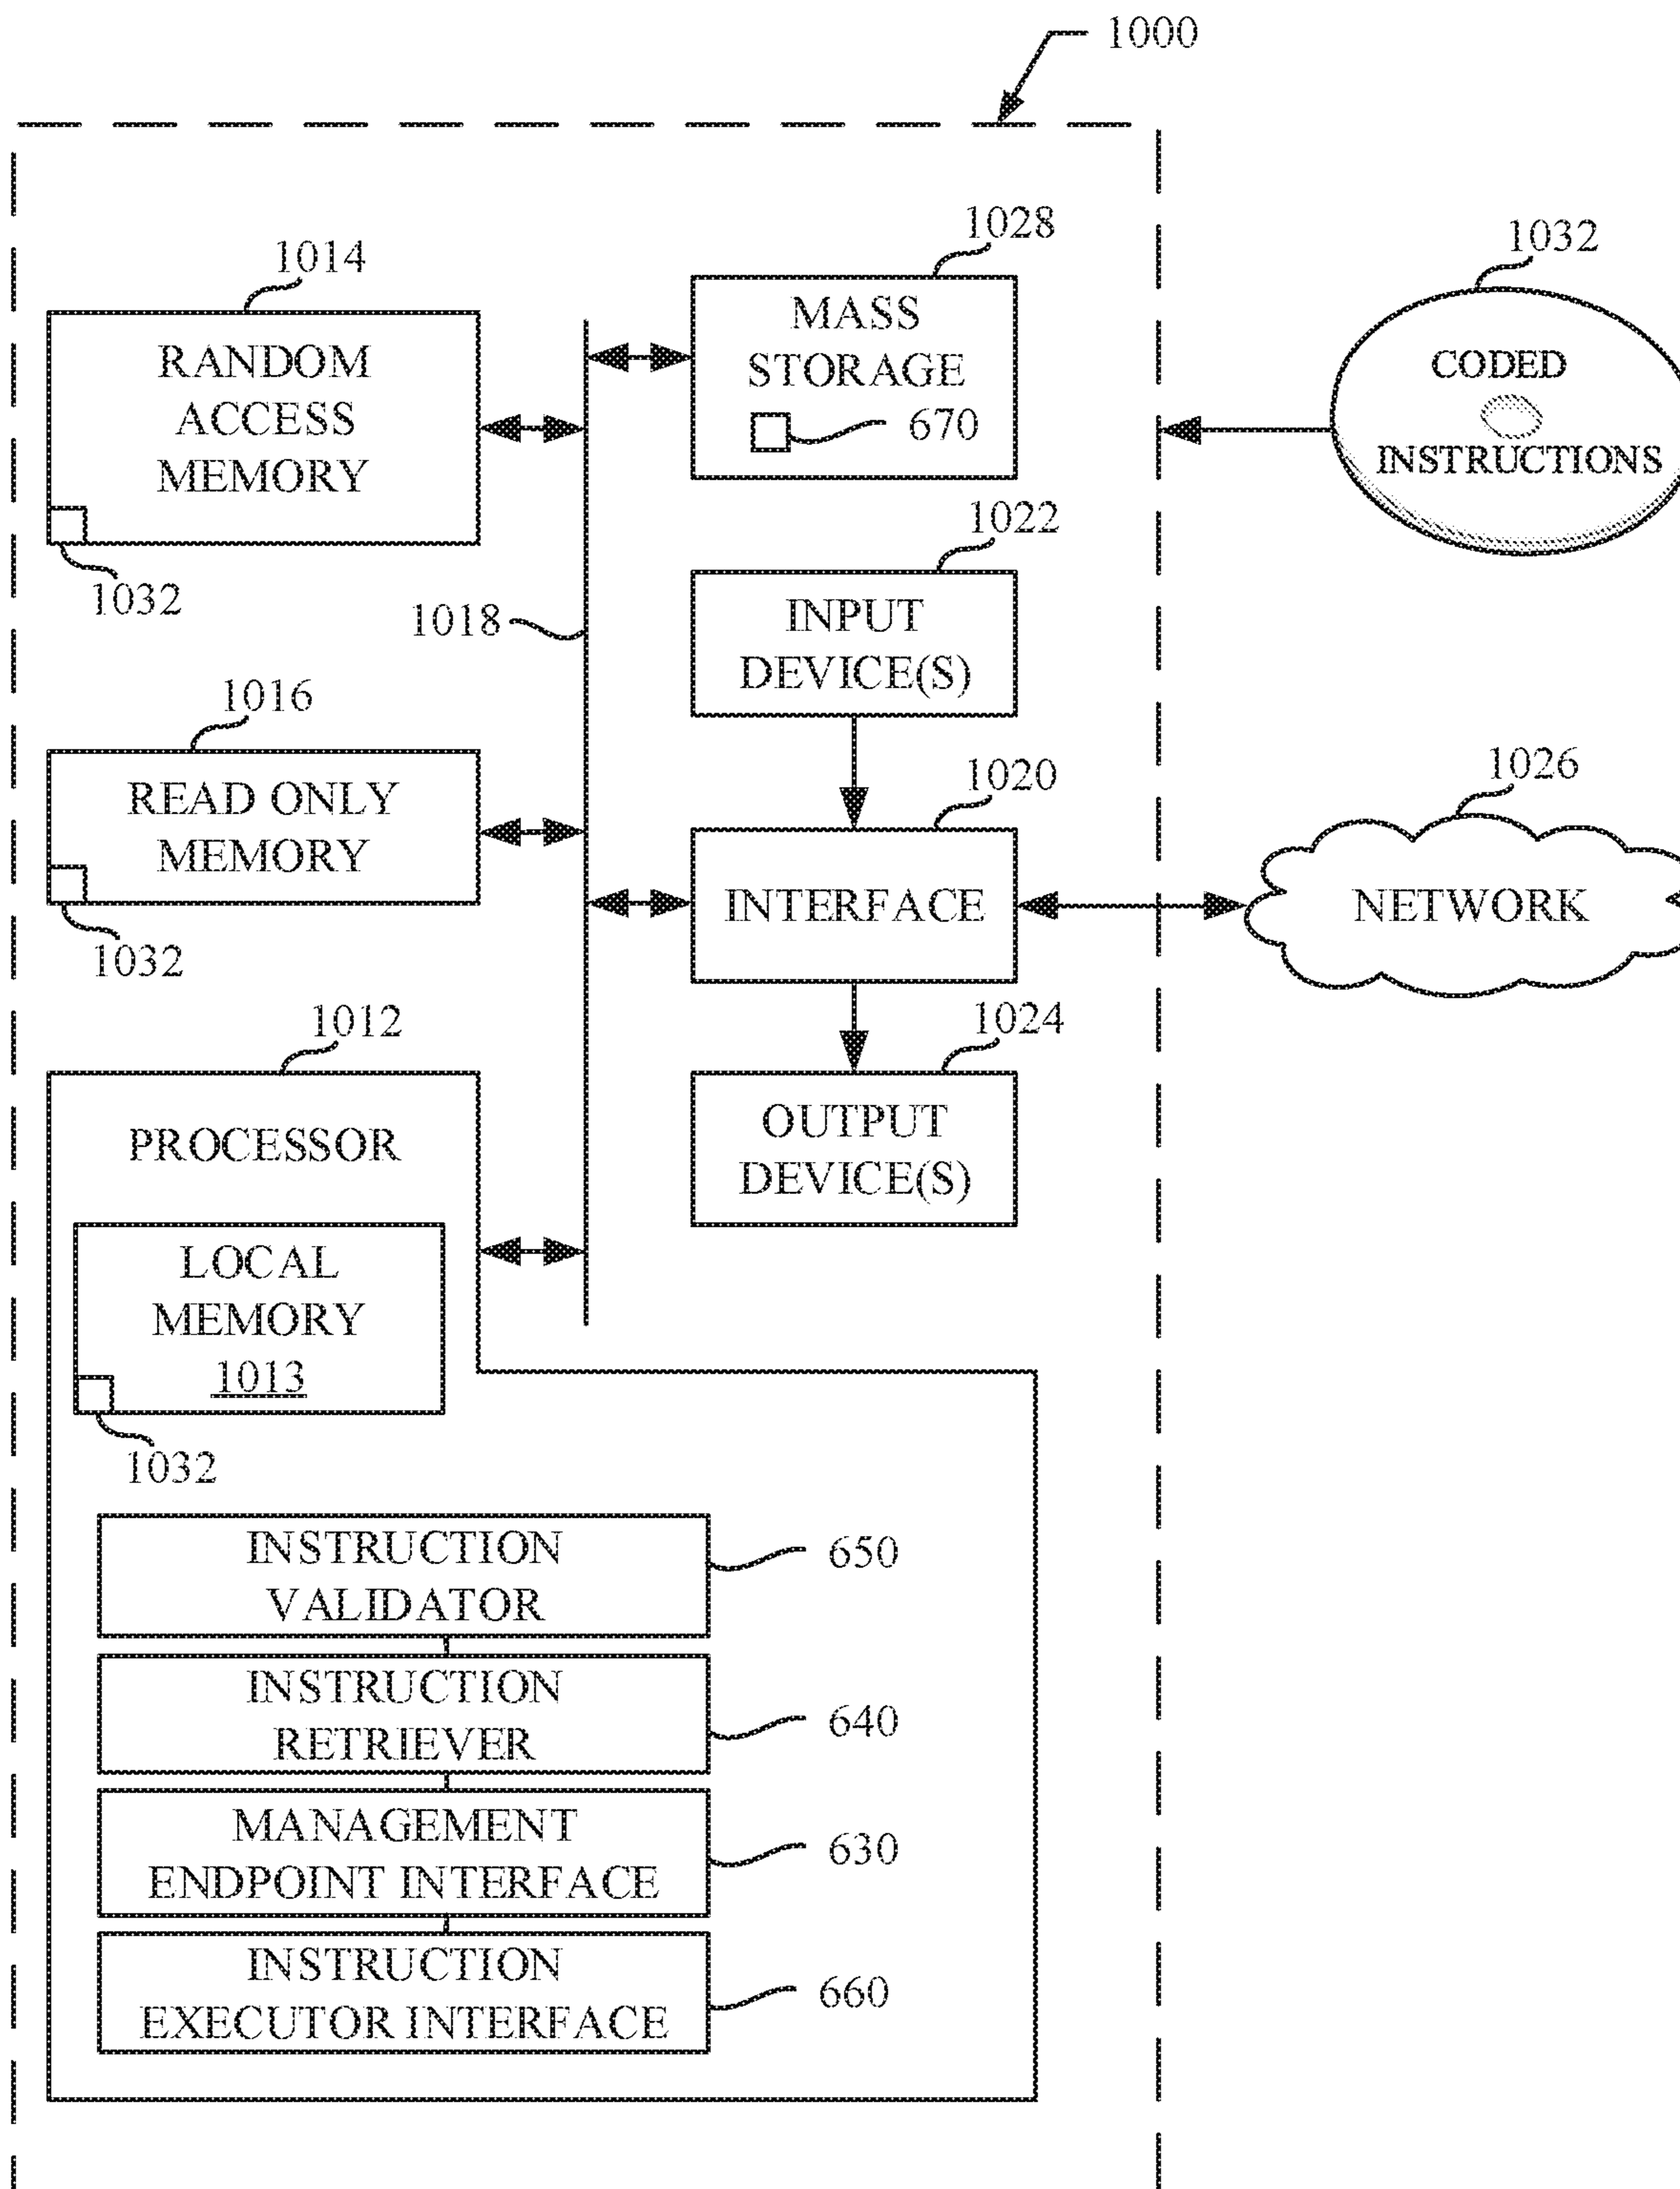 1000
1028
MASS
STORAGE
670
1014
RANDOM
ACCESS
MEMORY
1032
1032
CODED
INSTRUCTIONS
1018
1022
INPUT
DEVICE(S)
1016
READ ONLY
MEMORY
1032
1020
INTERFACE
1026
NETWORK
1024
OUTPUT
DEVICE(S)
1012
PROCESSOR
LOCAL
MEMORY
1013
1032
INSTRUCTION
VALIDATOR
650
INSTRUCTION
RETRIEVER
640
MANAGEMENT
ENDPOINT INTERFACE
630
INSTRUCTION
EXECUTOR INTERFACE
660